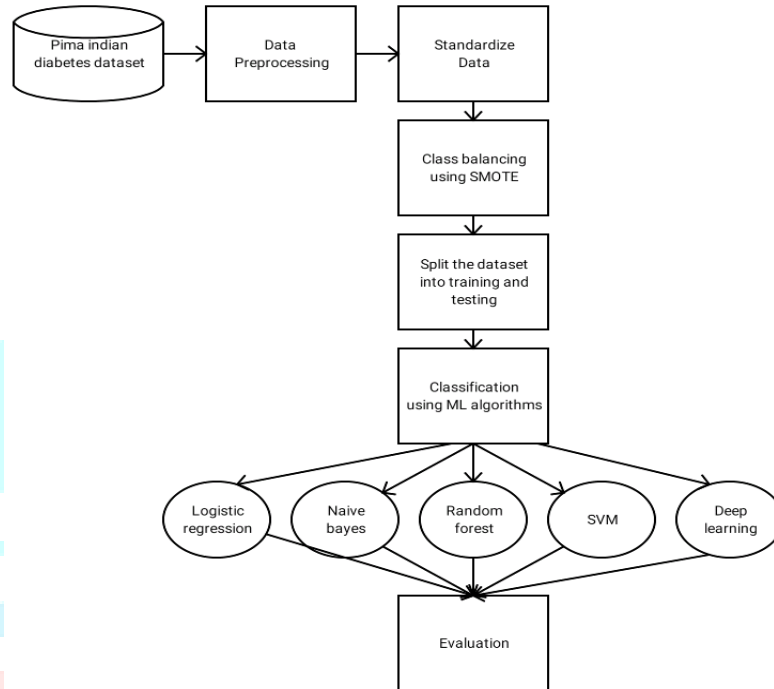 Pima indian
diabetes dataset
Data
Preprocessing
Standardize
Data
Class balancing
using SMOTE
Split the dataset
into training and
testing
Classification
using ML algorithms
Logistic
regression
Naive
bayes
Random
forest
SVM
Deep
learning
Evaluation